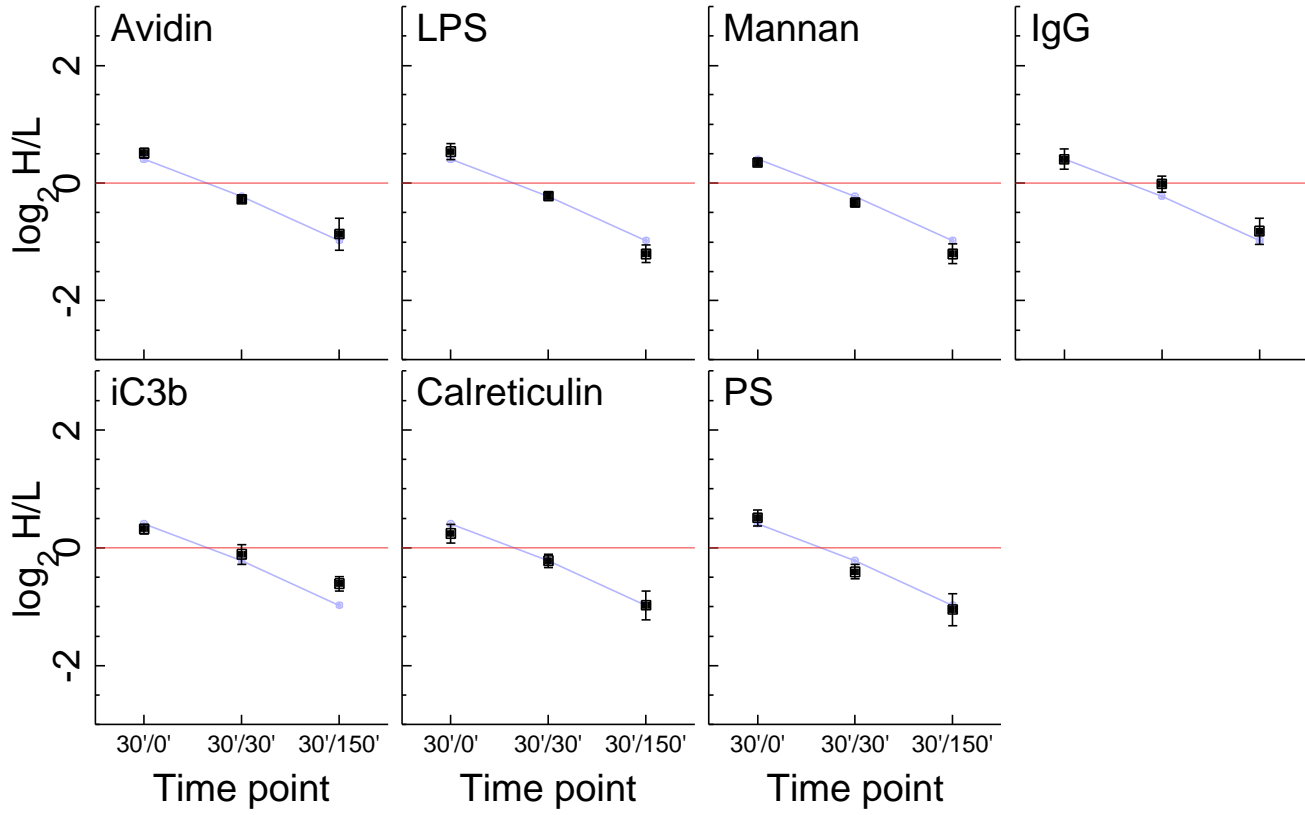 Avidin LPS Mannan IgG
2
0
-2
log2 H/L
iC3b Calreticulin PS
2
0
-2
log2 H/L
30'/0' 30'/30' 30'/150' 30'/0' 30'/30' 30'/150' 30'/0' 30'/30' 30'/150'
Time point Time point Time point